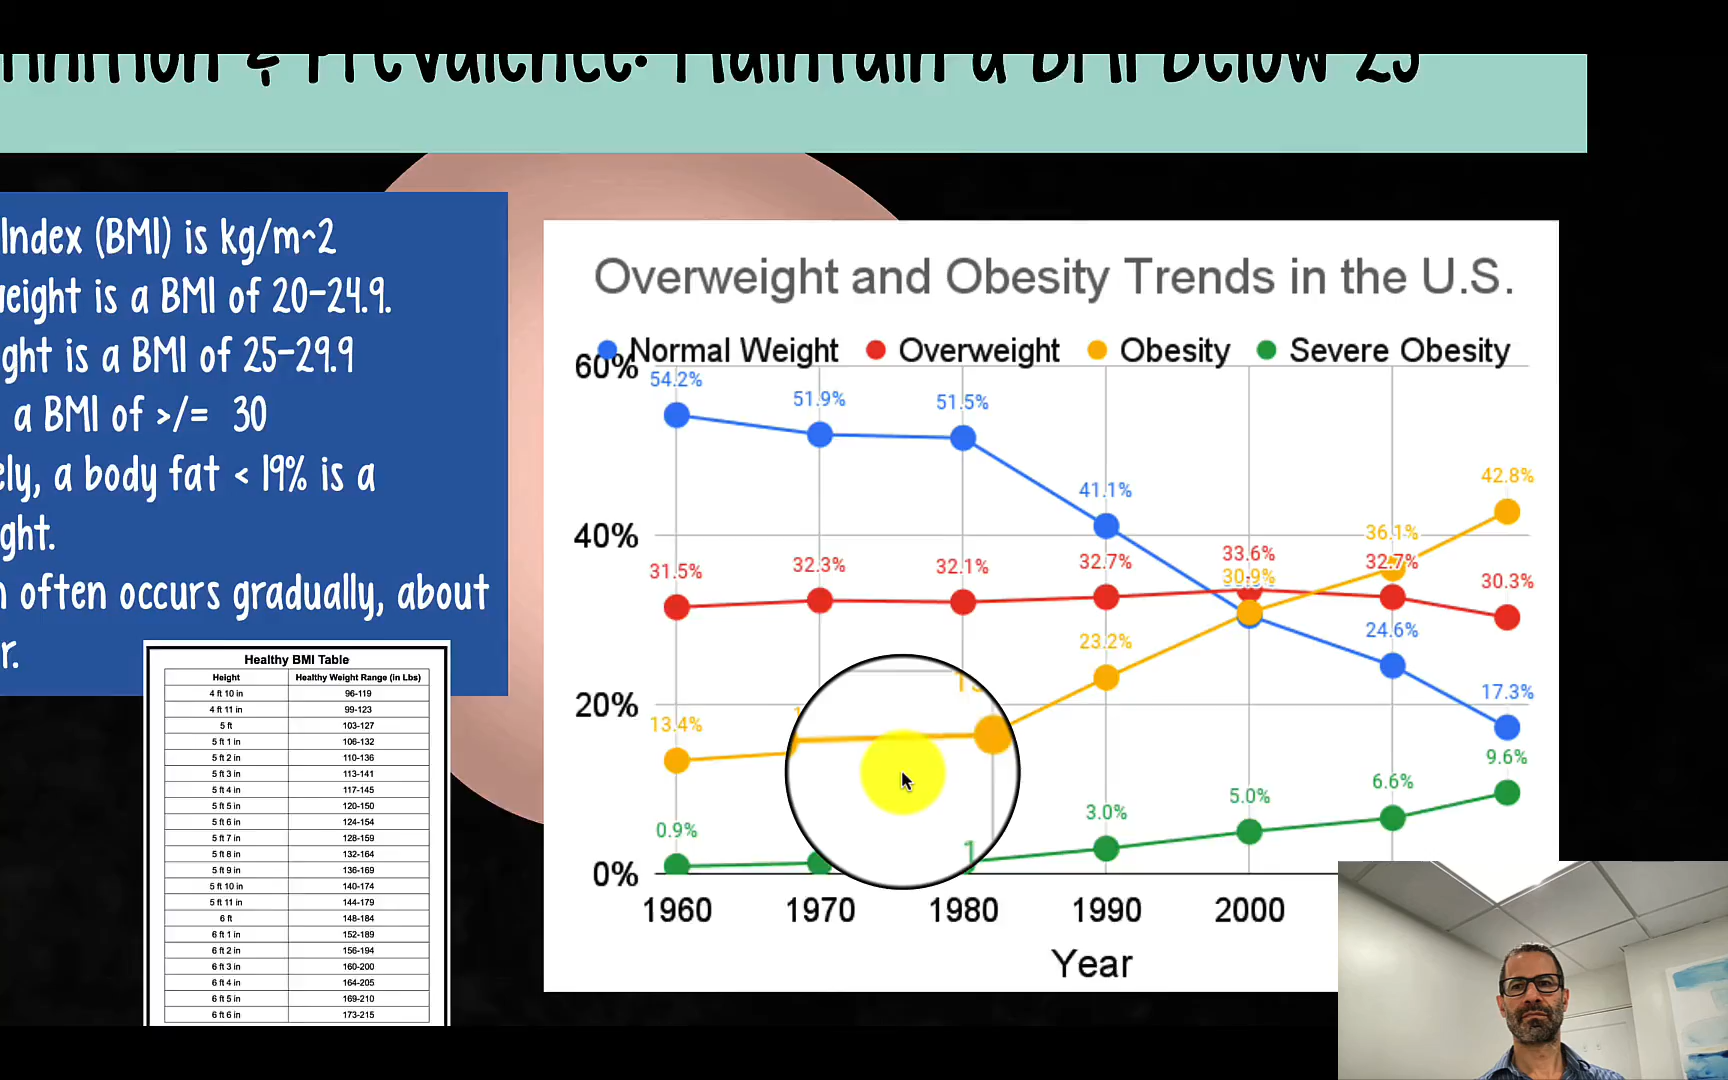 Definition & Prevalence: Maintain a BMI Below 25
Index (BMI) is kg/m^2
weight is a BMI of 20-24.9.
ght is a BMI of 25-29.9
a BMI of >/= 30
ely, a body fat < 19% is a
ght.
n often occurs gradually, about
r.
Healthy BMI Table
Height Healthy Weight Range (in Lbs)
4 ft 10 in 96-119
4 ft 11 in 99-123
5 ft 103-127
5 ft 1 in 106-132
5 ft 2 in 110-136
5 ft 3 in 113-141
5 ft 4 in 117-145
5 ft 5 in 120-150
5 ft 6 in 124-154
5 ft 7 in 128-159
5 ft 8 in 132-164
5 ft 9 in 136-169
5 ft 10 in 140-174
5 ft 11 in 144-179
6 ft 148-184
6 ft 1 in 152-189
6 ft 2 in 156-194
6 ft 3 in 160-200
6 ft 4 in 164-205
6 ft 5 in 169-210
6 ft 6 in 173-215
Overweight and Obesity Trends in the U.S.
Normal Weight Overweight Obesity Severe Obesity
60%
54.2% 51.9% 51.5% 41.1% 24.6% 17.3%
40%
31.5% 32.3% 32.1% 32.7% 33.6% 32.7% 30.3%
20%
13.4% 23.2% 30.9% 36.1% 42.8%
0.9% 3.0% 5.0% 6.6% 9.6%
0%
1960 1970 1980 1990 2000
Year